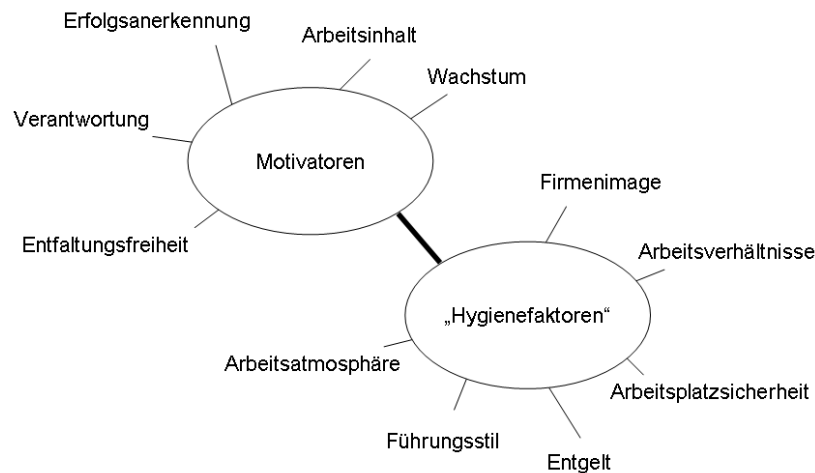 Erfolgsanerkennung
Arbeitsinhalt
Wachstum
Verantwortung
Motivatoren
Entfaltungsfreiheit
Firmenimage
Arbeitsverhältnisse
„Hygienefaktoren“
Arbeitsatmosphäre
Arbeitsplatzsicherheit
Führungsstil
Entgelt